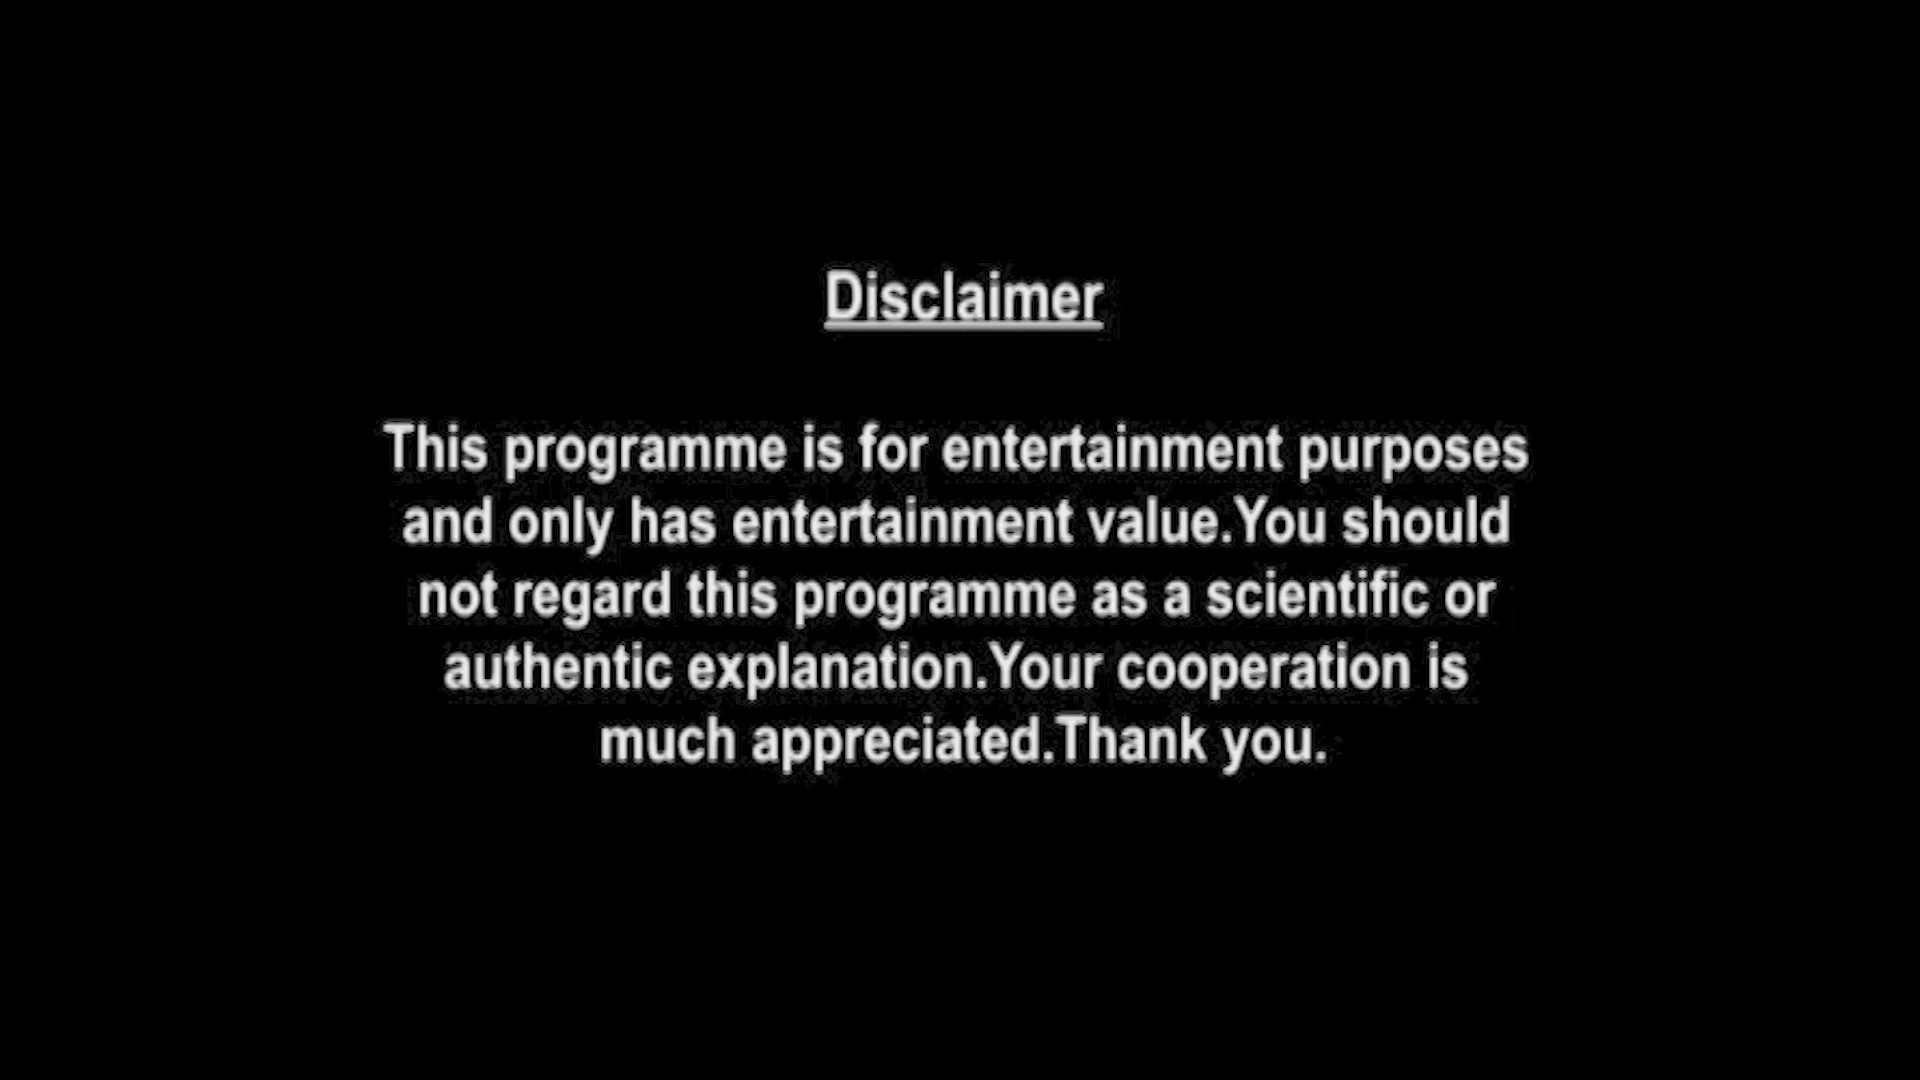 Disclaimer
This programme is for entertainment purposes
and only has entertainment value.You should
not regard this programme as a scientific or
authentic explanation.Your cooperation is
much appreciated.Thank you.